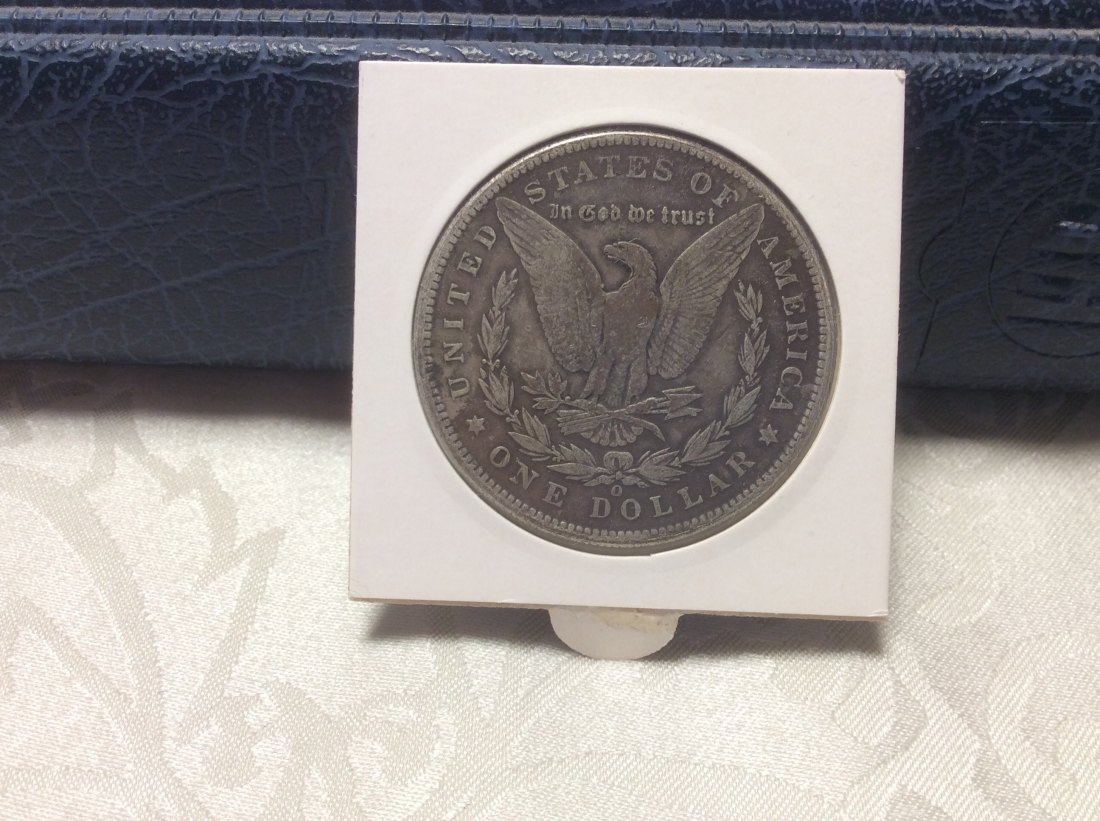 UNITED STATES OF AMERICA
In God we trust
O
ONE DOLLAR